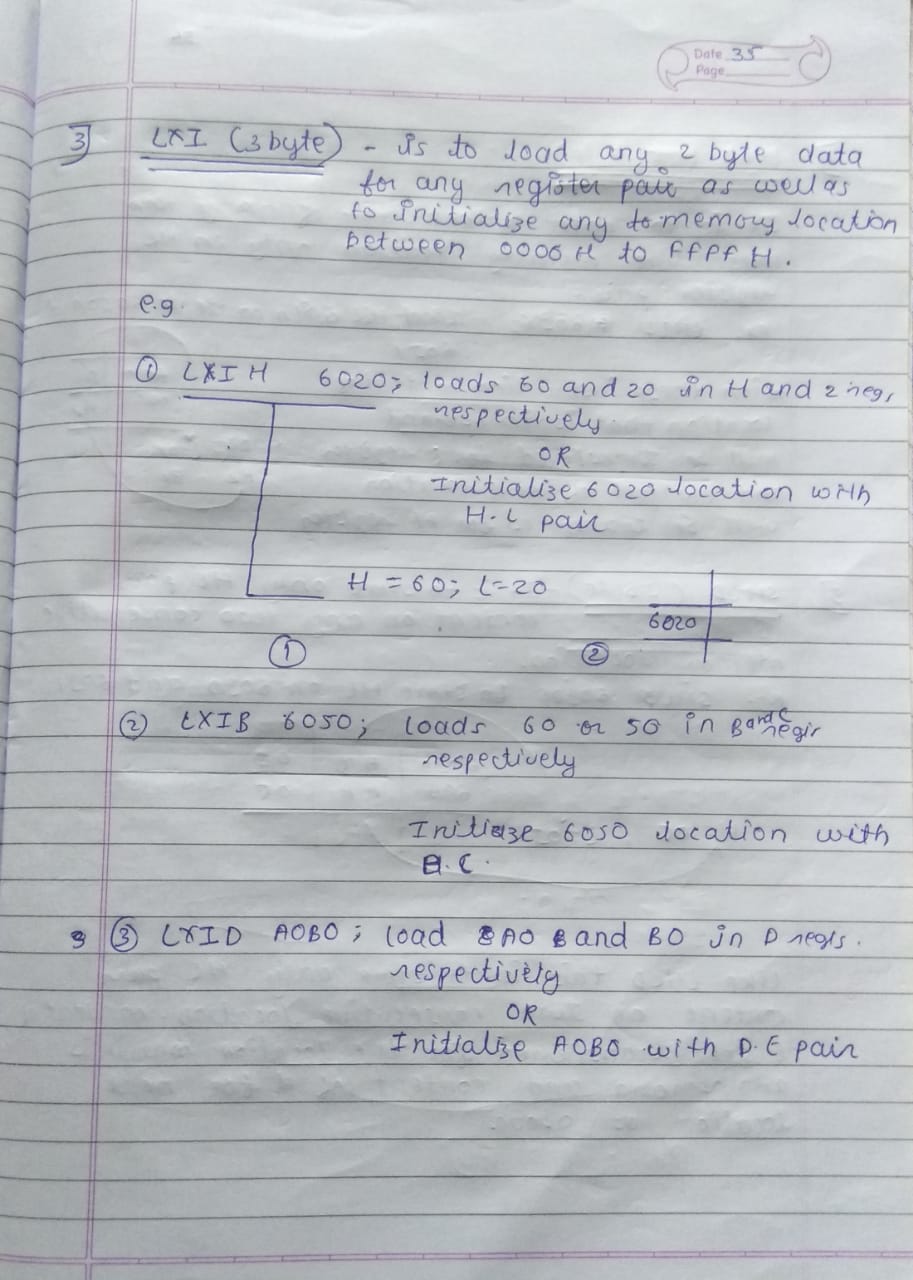 Date 35
Page
3] LXI (3 byte) - is to load any 2 byte data
for any register pair as well as
to initialize any to memory location
between 0000 H to FFFF H.
e.g.
① LXI H 6020; loads 60 and 20 in H and 2 reg,
respectively
OR
Initialize 6020 location with
H-L pair
H = 60; L=20
6020
① ②
② LXIB 6050; loads 60 or 50 in B and C regir
respectively
Initiaze 6050 location with
B.C.
③ LXID A0B0; load A0 and B0 in D regs.
respectively
OR
Initialize A0B0 with D.E pair